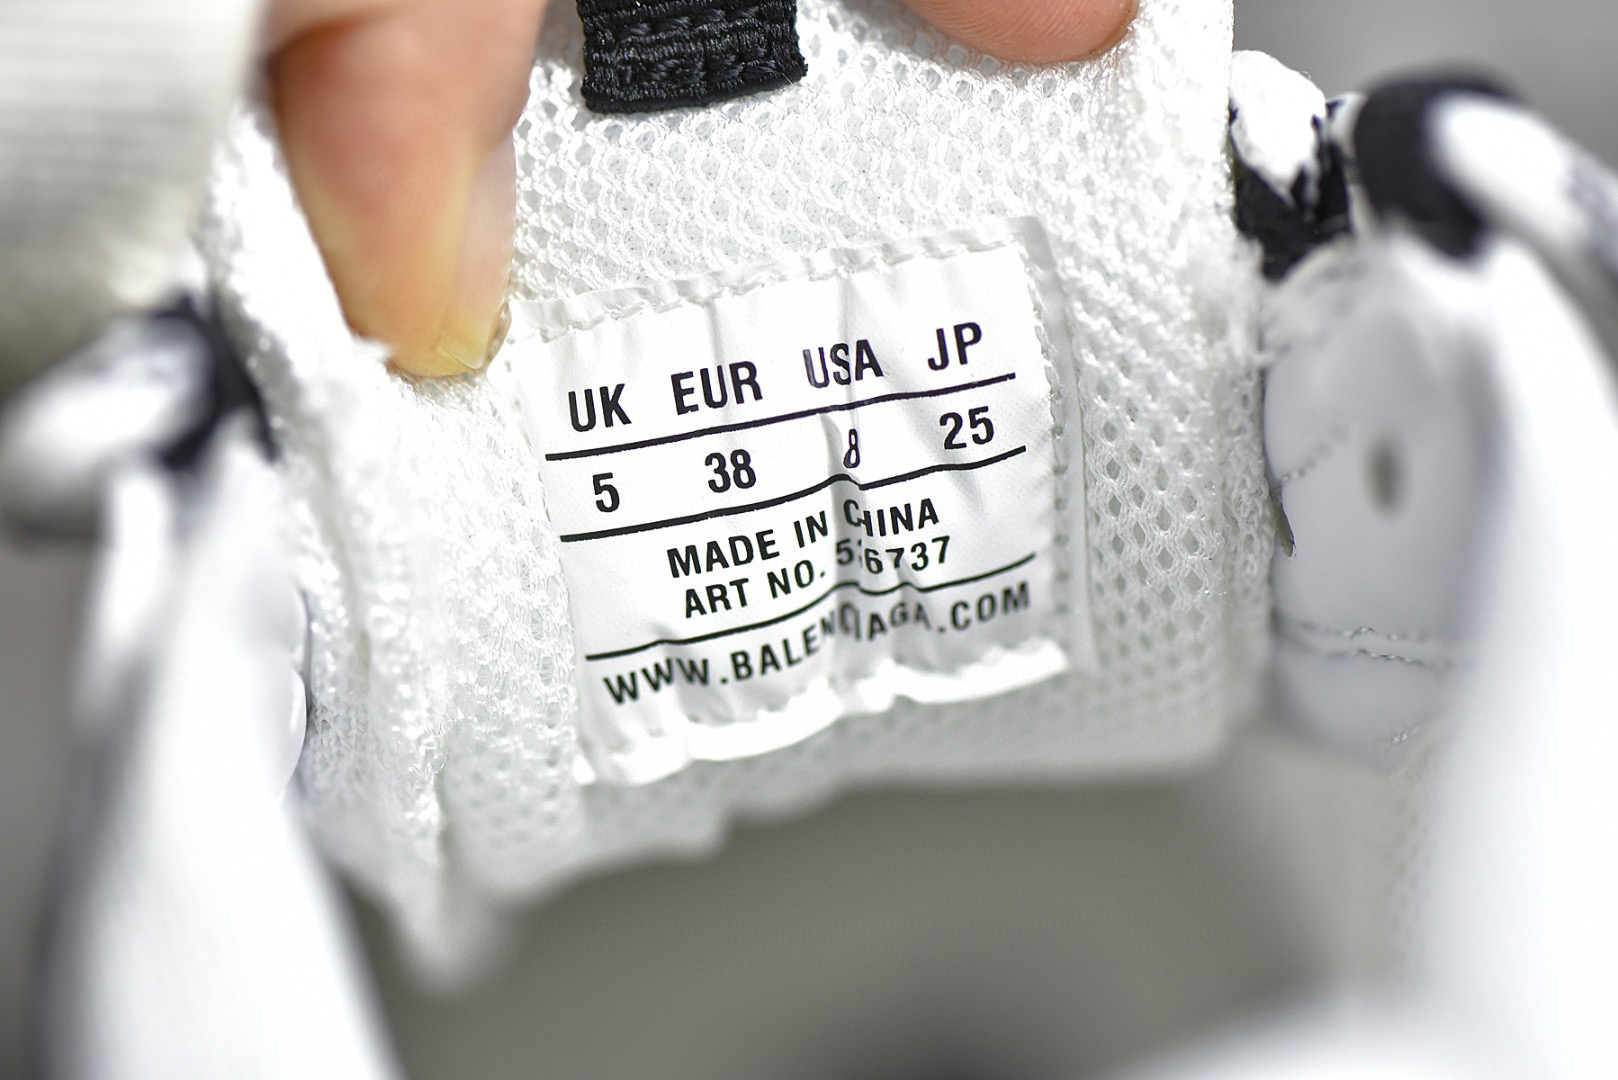 UK EUR USA JP
5 38 8 25
MADE IN CHINA
ART NO.
WWW.BALENCIAGA.COM